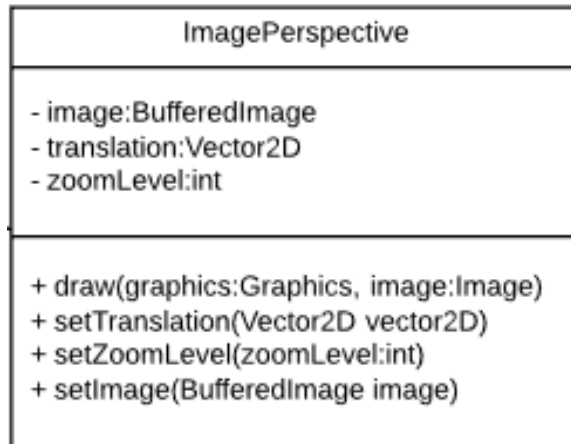 ImagePerspective
- image:BufferedImage
- translation:Vector2D
- zoomLevel:int
+ draw(graphics:Graphics, image:Image)
+ setTranslation(Vector2D vector2D)
+ setZoomLevel(zoomLevel:int)
+ setImage(BufferedImage image)